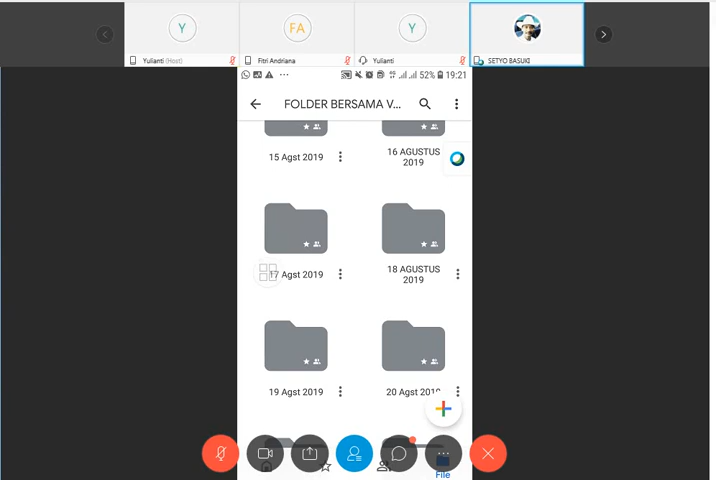 Y
FA
Y
Yulianti (Host)
Fitri Andriana
Yulianti
SETYO BASUKI
52% 19:21
FOLDER BERSAMA V...
15 Agst 2019
16 AGUSTUS
2019
17 Agst 2019
18 AGUSTUS
2019
19 Agst 2019
20 Agst 2019
File